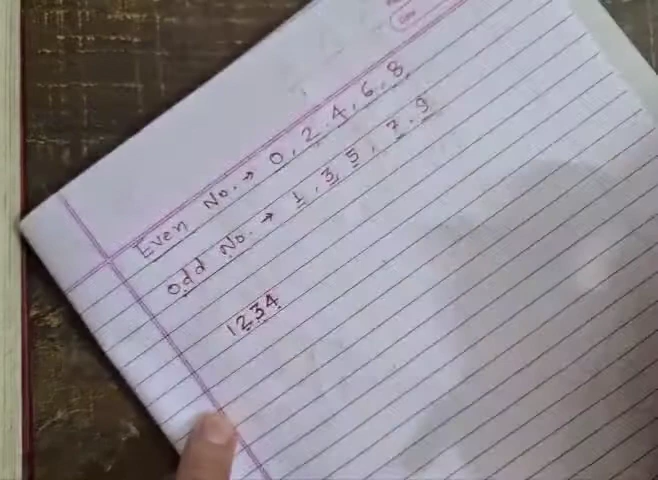 Even No. → 0, 2, 4, 6, 8,
Odd No. → 1, 3, 5, 7, 9
1234